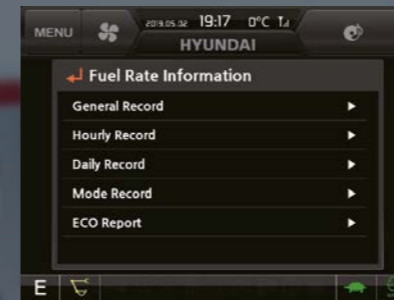 MENU
2019.05.02 19:17 0°C
HYUNDAI
Fuel Rate Information
General Record
Hourly Record
Daily Record
Mode Record
ECO Report
E